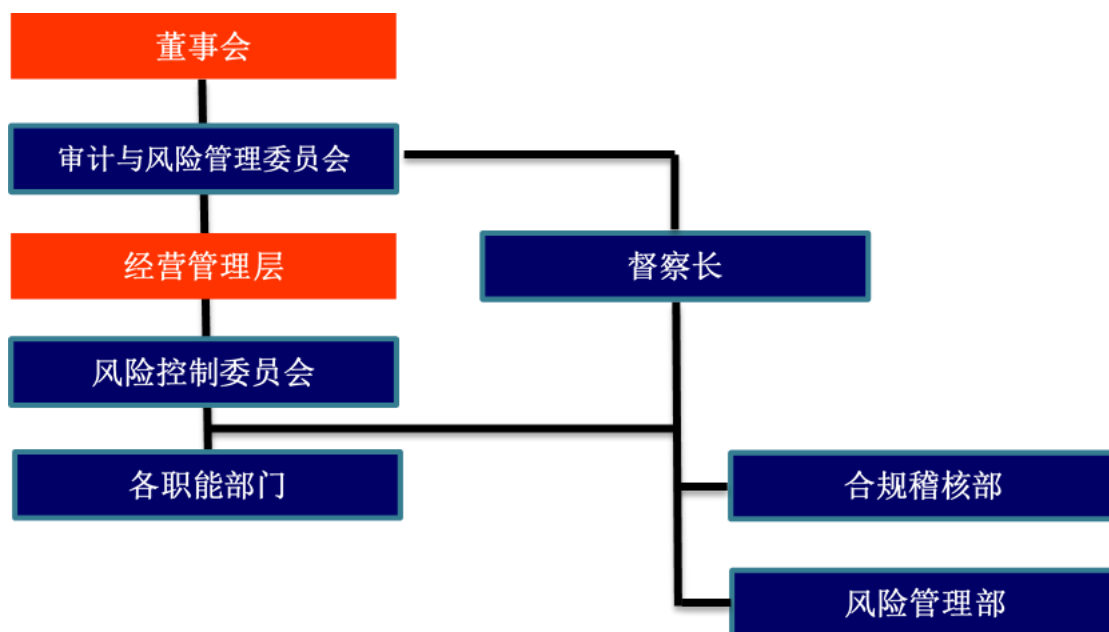 董事会
审计与风险管理委员会
经营管理层
督察长
风险控制委员会
各职能部门
合规稽核部
风险管理部